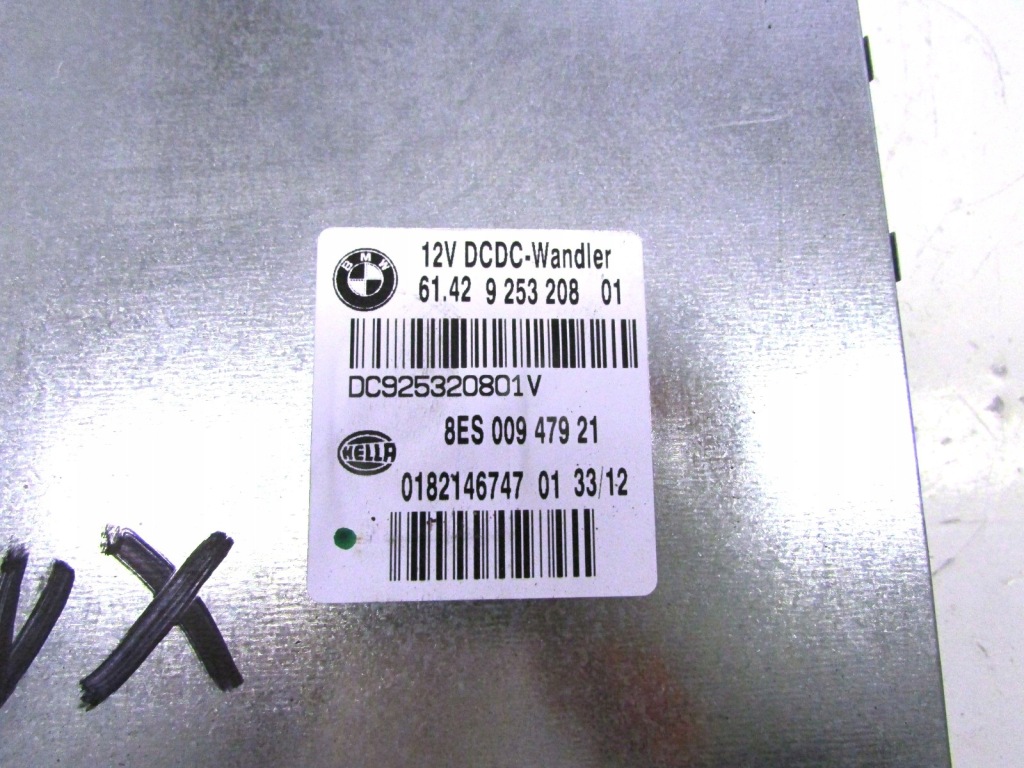 BMW
12V DCDC-Wandler
61.42 9 253 208 01
DC925320801V
8ES 009 479 21
HELLA
0182146747 01 33/12
X